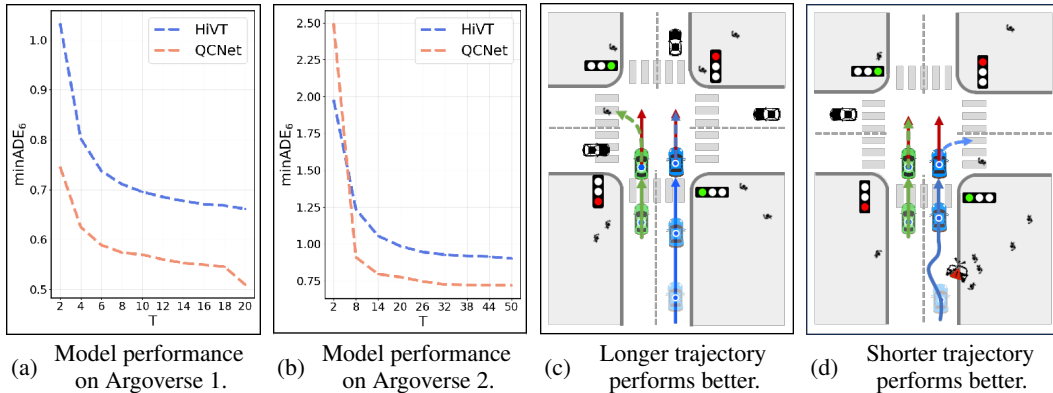 HiVT
QCNet
minADE₆
1.0
0.9
0.8
0.7
0.6
0.5
2 4 6 8 10 12 14 16 18 20
T
(a) Model performance
on Argoverse 1.
HiVT
QCNet
minADE₆
2.50
2.25
2.00
1.75
1.50
1.25
1.00
0.75
2 8 14 20 26 32 38 44 50
T
(b) Model performance
on Argoverse 2.
(c) Longer trajectory
performs better.
(d) Shorter trajectory
performs better.